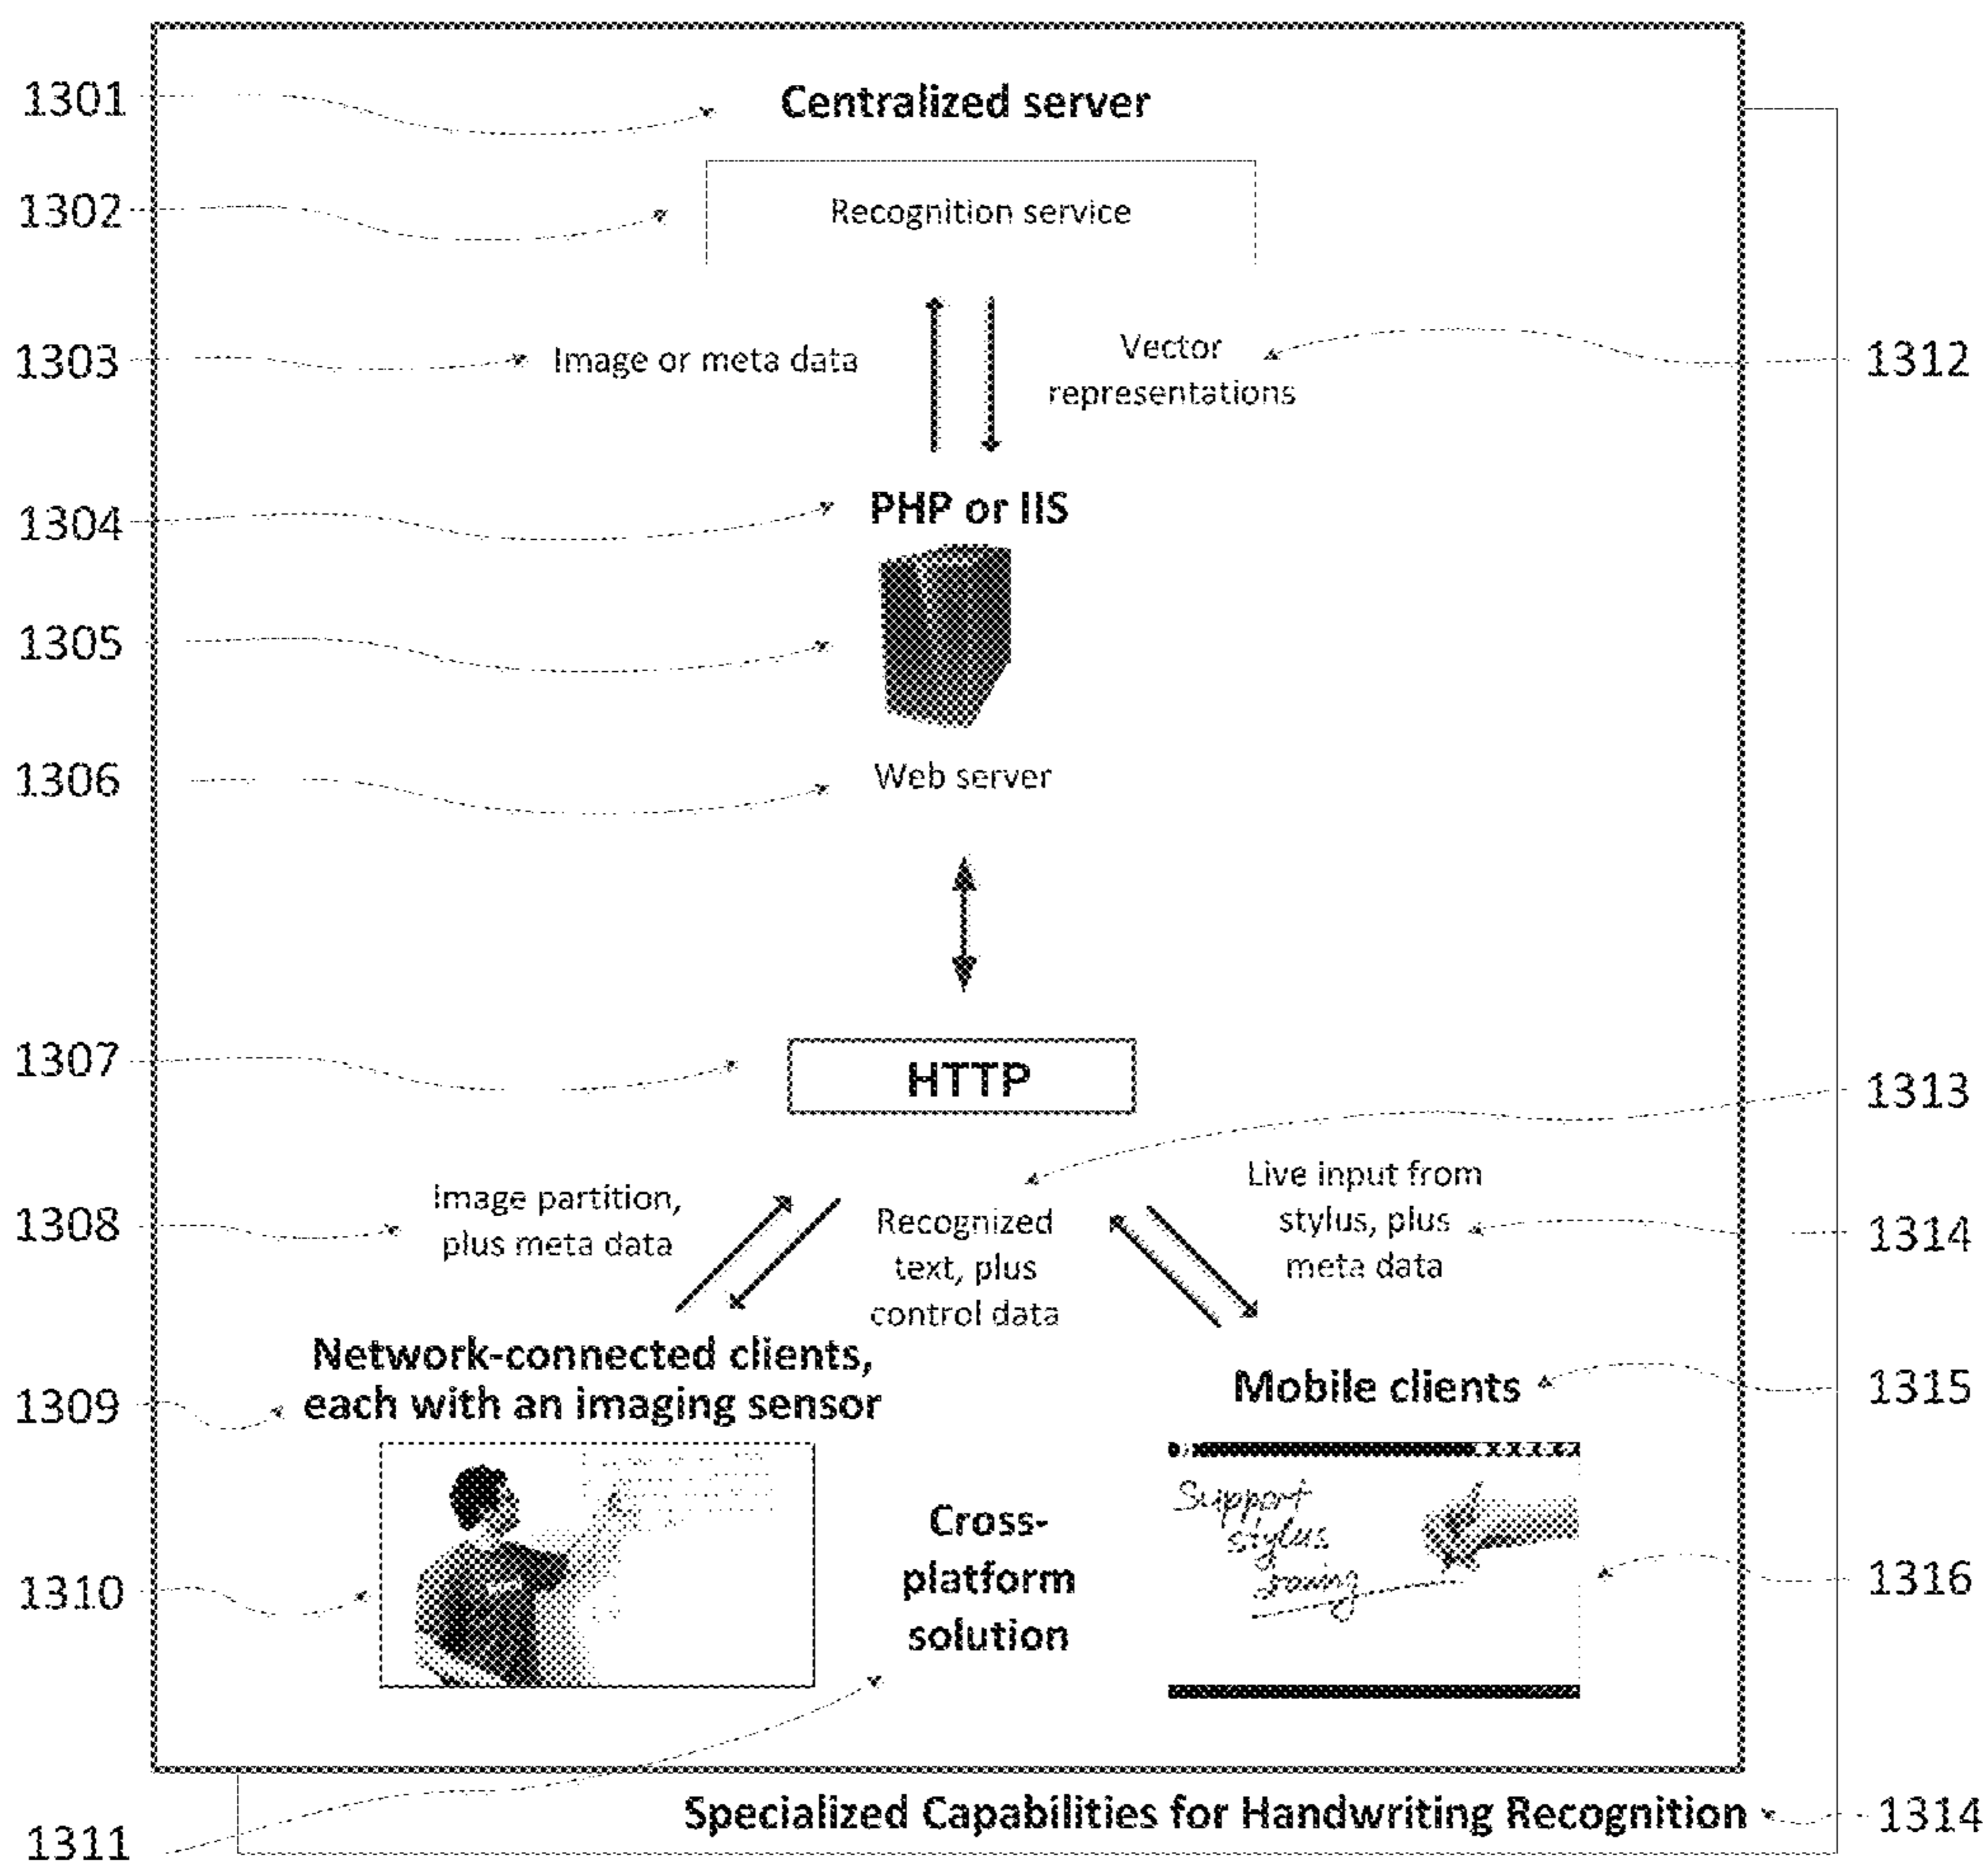 1301
Centralized server
1302
Recognition service
1303
Image or meta data
Vector
representations
1312
1304
PHP or IIS
1305
1306
Web server
1307
HTTP
1313
1308
Image partition,
plus meta data
Recognized
text, plus
control data
Live input from
stylus, plus
meta data
1314
1309
Network-connected clients,
each with an imaging sensor
Mobile clients
1315
1310
Cross-
platform
solution
Support
stylus
1316
1311
Specialized Capabilities for Handwriting Recognition
1314